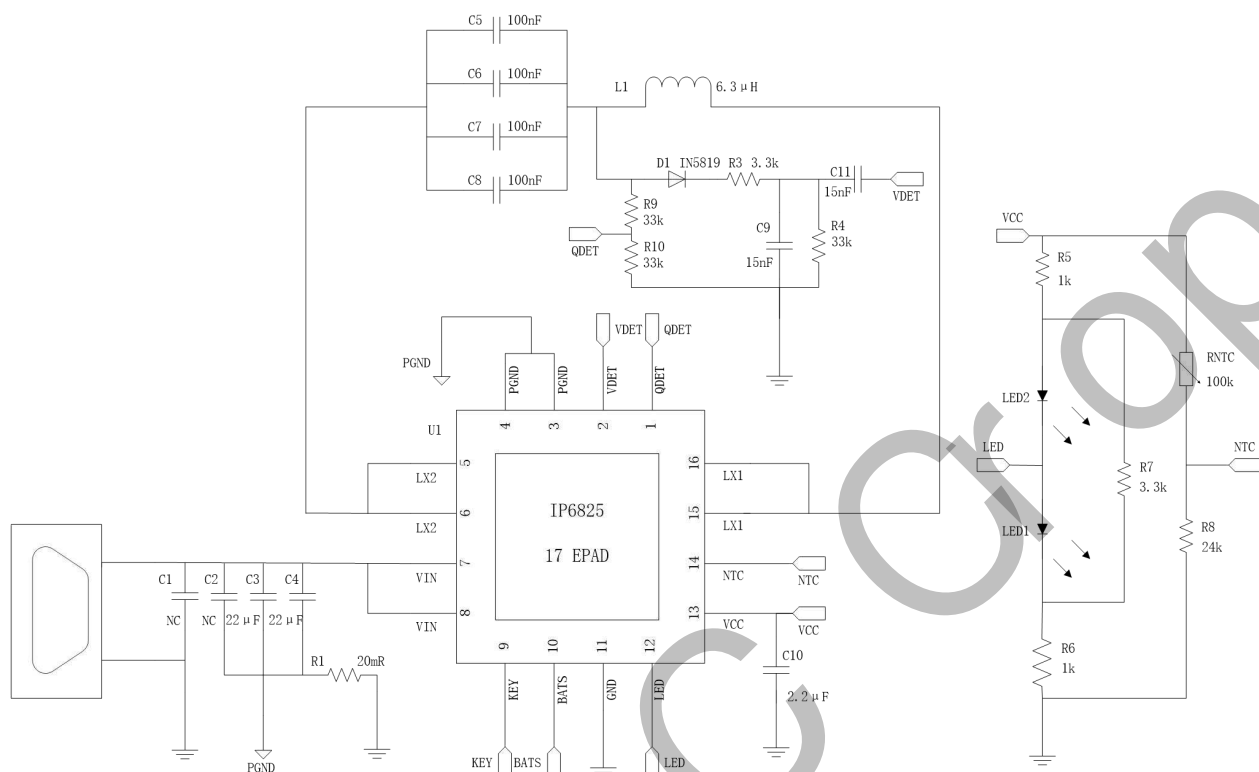 C5 100nF
C6 100nF
L1 6.3μH
C7 100nF
C8 100nF
D1 IN5819 R3 3.3k
C11
15nF
VDET
R9
33k
C9
15nF
R4
33k
QDET
R10
33k
VCC
R5
1k
PGND
VDET QDET
PGND PGND VDET QDET
RNTC
100k
LED2
U1
4 3 2 1
LED
R7
3.3k
NTC
5
LX2
16
LX1
6
LX2
15
LX1
IP6825
17 EPAD
LED1
R8
24k
7
VIN
14
NTC
NTC
8
VIN
13
VCC
VCC
C1
NC
C2
NC
C3
22μF
C4
22μF
9 10 11 12
R1 20mR
C10
2.2μF
R6
1k
KEY BATS GND LED
PGND
KEY BATS LED
Crop
C